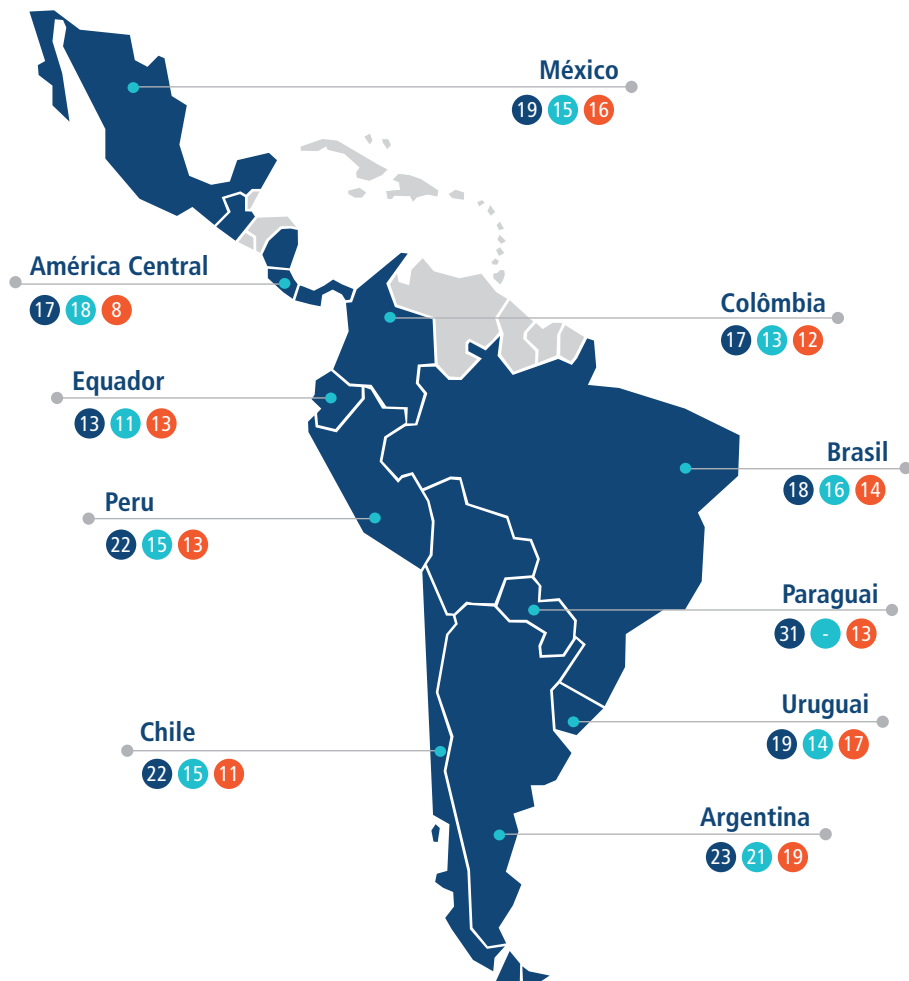 México
19 15 16
América Central
17 18 8
Colômbia
17 13 12
Equador
13 11 13
Brasil
18 16 14
Peru
22 15 13
Paraguai
31 - 13
Uruguai
19 14 17
Chile
22 15 11
Argentina
23 21 19